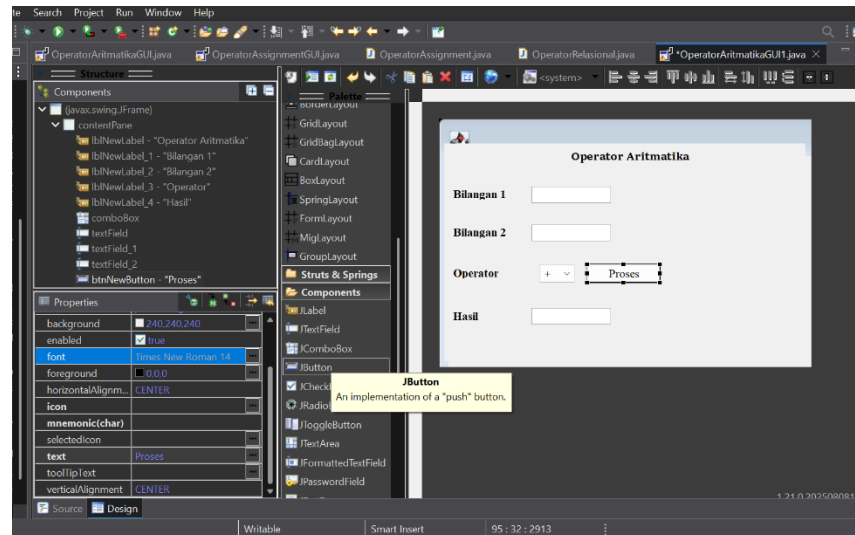 te Search Project Run Window Help
OperatorAritmatikaGUI.java OperatorAssignmentGUI.java OperatorAssignment.java OperatorRelasional.java *OperatorAritmatikaGUI1.java
Structure
Components
(javax.swing.JFrame)
contentPane
lblNewLabel - "Operator Aritmatika"
lblNewLabel_1 - "Bilangan 1"
lblNewLabel_2 - "Bilangan 2"
lblNewLabel_3 - "Operator"
lblNewLabel_4 - "Hasil"
comboBox
textField
textField_1
textField_2
btnNewButton - "Proses"
Properties
background 240,240,240
enabled true
font Times New Roman 14
foreground 0,0,0
horizontalAlignm... CENTER
icon
mnemonic(char)
selectedIcon
text Proses
toolTipText
verticalAlignment CENTER
Source Design
<system>
Palette
BorderLayout
GridLayout
GridBagLayout
CardLayout
BoxLayout
SpringLayout
FormLayout
MigLayout
GroupLayout
Struts & Springs
Components
JLabel
JTextField
JComboBox
JButton
JCheck
JRadio
JToggleButton
JTextArea
JFormattedTextField
JPasswordField
JButton
An implementation of a "push" button.
Operator Aritmatika
Bilangan 1
Bilangan 2
Operator + Proses
Hasil
Writable Smart Insert 95 : 32 : 2913